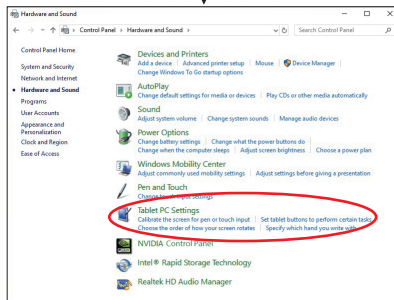 Hardware and Sound
Control Panel > Hardware and Sound >
Search Control Panel
Control Panel Home
System and Security
Network and Internet
Hardware and Sound
Programs
User Accounts
Appearance and
Personalization
Clock and Region
Ease of Access
Devices and Printers
Add a device | Advanced printer setup | Mouse | Device Manager |
Change Windows To Go startup options
AutoPlay
Change default settings for media or devices | Play CDs or other media automatically
Sound
Adjust system volume | Change system sounds | Manage audio devices
Power Options
Change battery settings | Change what the power buttons do |
Change when the computer sleeps | Adjust screen brightness | Choose a power plan
Windows Mobility Center
Adjust commonly used mobility settings | Adjust settings before giving a presentation
Pen and Touch
Change touch input settings
Tablet PC Settings
Calibrate the screen for pen or touch input | Set tablet buttons to perform certain tasks
Choose the order of how your screen rotates | Specify which hand you write with
NVIDIA Control Panel
Intel® Rapid Storage Technology
Realtek HD Audio Manager